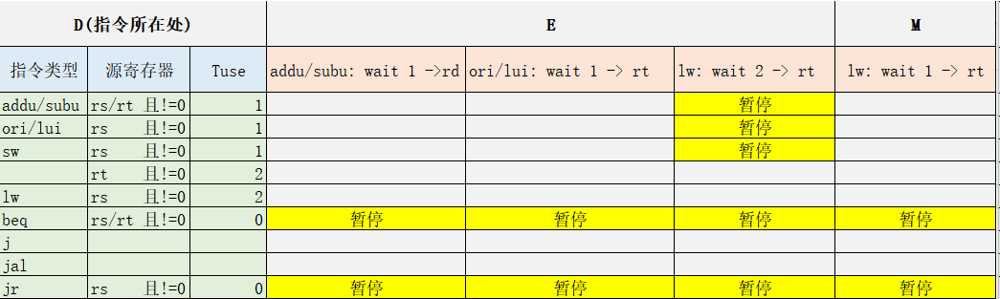 D(指令所在处) E M
指令类型 源寄存器 Tuse addu/subu: wait 1 ->rd ori/lui: wait 1 -> rt lw: wait 2 -> rt lw: wait 1 -> rt
addu/subu rs/rt 且!=0 1 暂停
ori/lui rs 且!=0 1 暂停
sw rs 且!=0 1 暂停
rt 且!=0 2
lw rs 且!=0 2
beq rs/rt 且!=0 0 暂停 暂停 暂停 暂停
j
jal
jr rs 且!=0 0 暂停 暂停 暂停 暂停